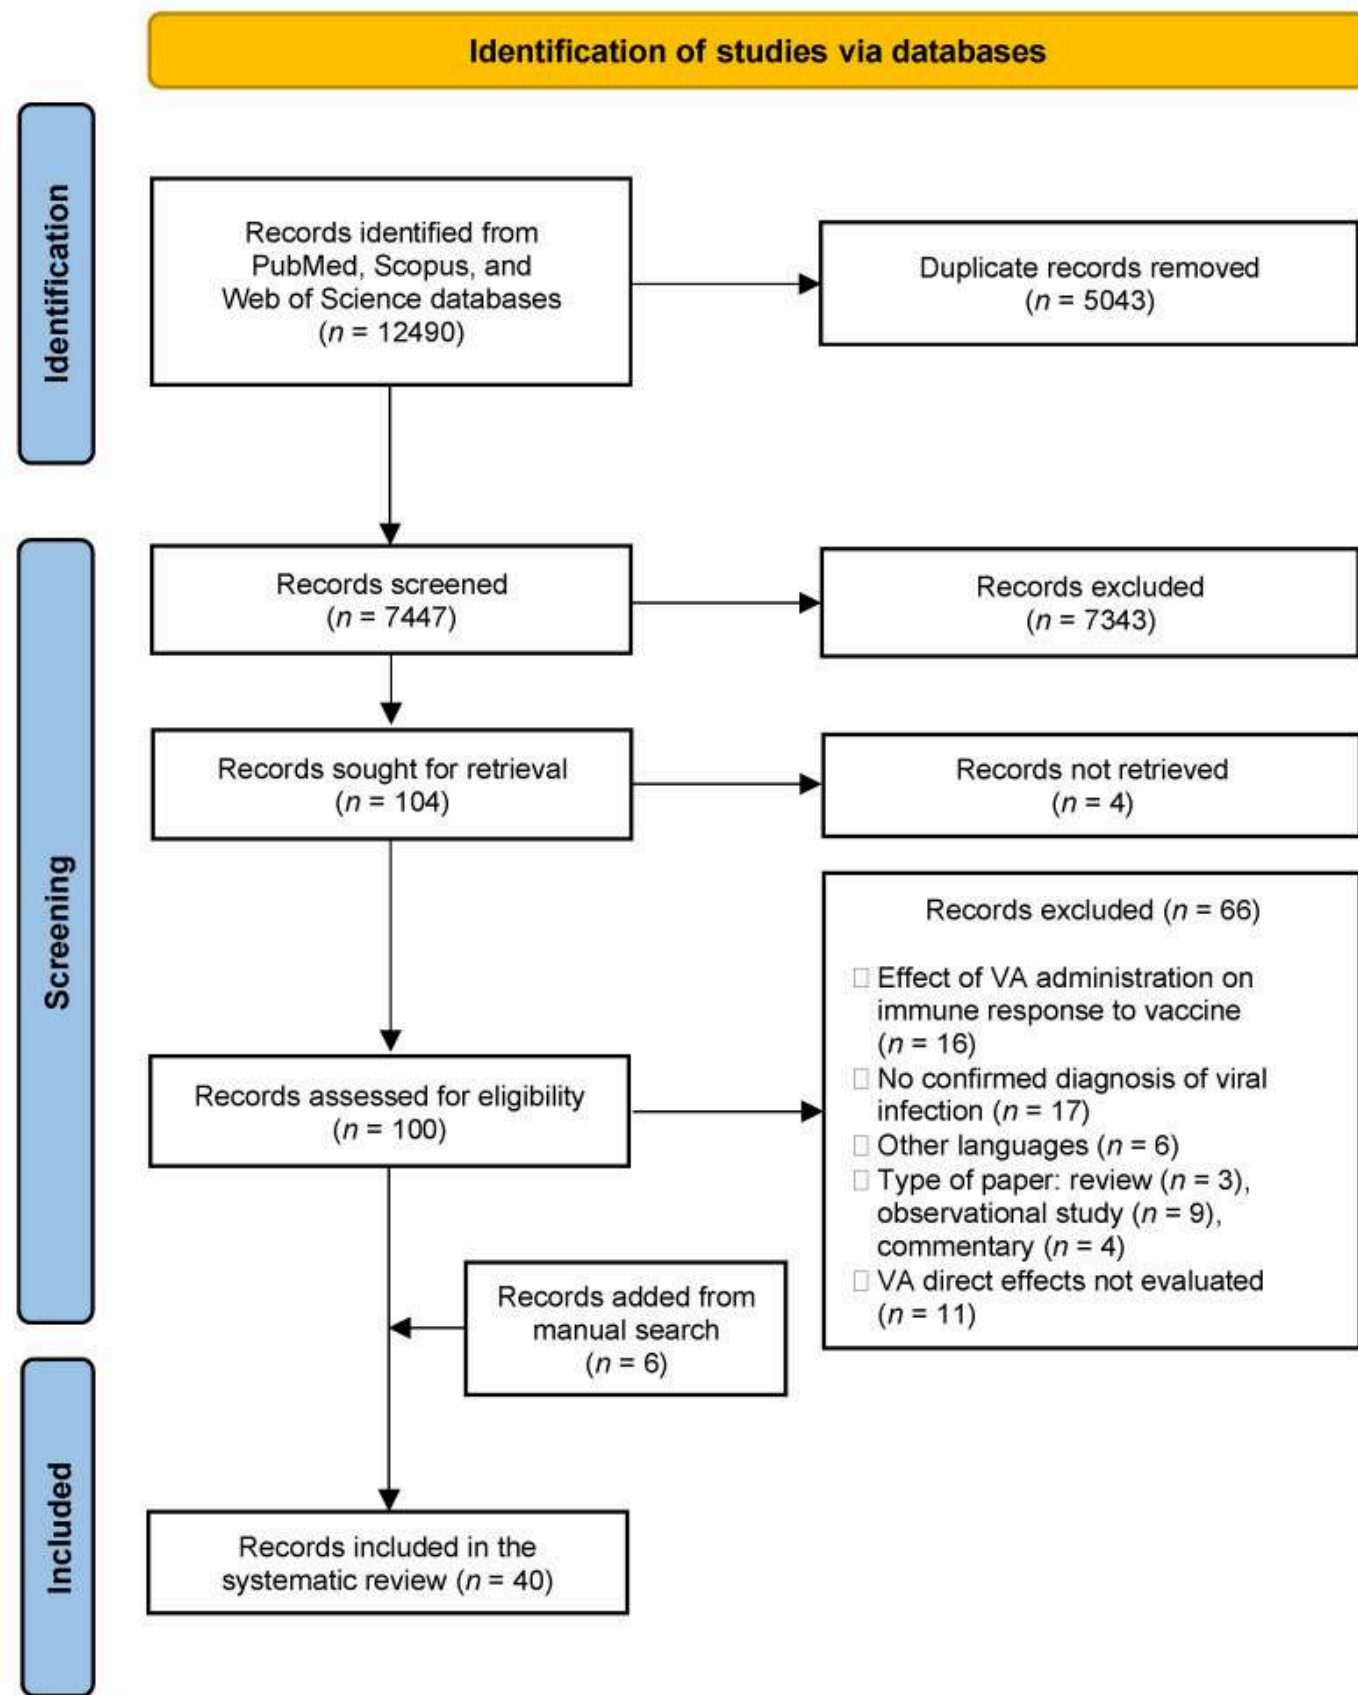 Identification of studies via databases
Identification
Records identified from
PubMed, Scopus, and
Web of Science databases
(n = 12490)
Duplicate records removed
(n = 5043)
Screening
Records screened
(n = 7447)
Records excluded
(n = 7343)
Records sought for retrieval
(n = 104)
Records not retrieved
(n = 4)
Records assessed for eligibility
(n = 100)
Records excluded (n = 66)
Effect of VA administration on
immune response to vaccine
(n = 16)
No confirmed diagnosis of viral
infection (n = 17)
Other languages (n = 6)
Type of paper: review (n = 3),
observational study (n = 9),
commentary (n = 4)
VA direct effects not evaluated
(n = 11)
Records added from
manual search
(n = 6)
Included
Records included in the
systematic review (n = 40)